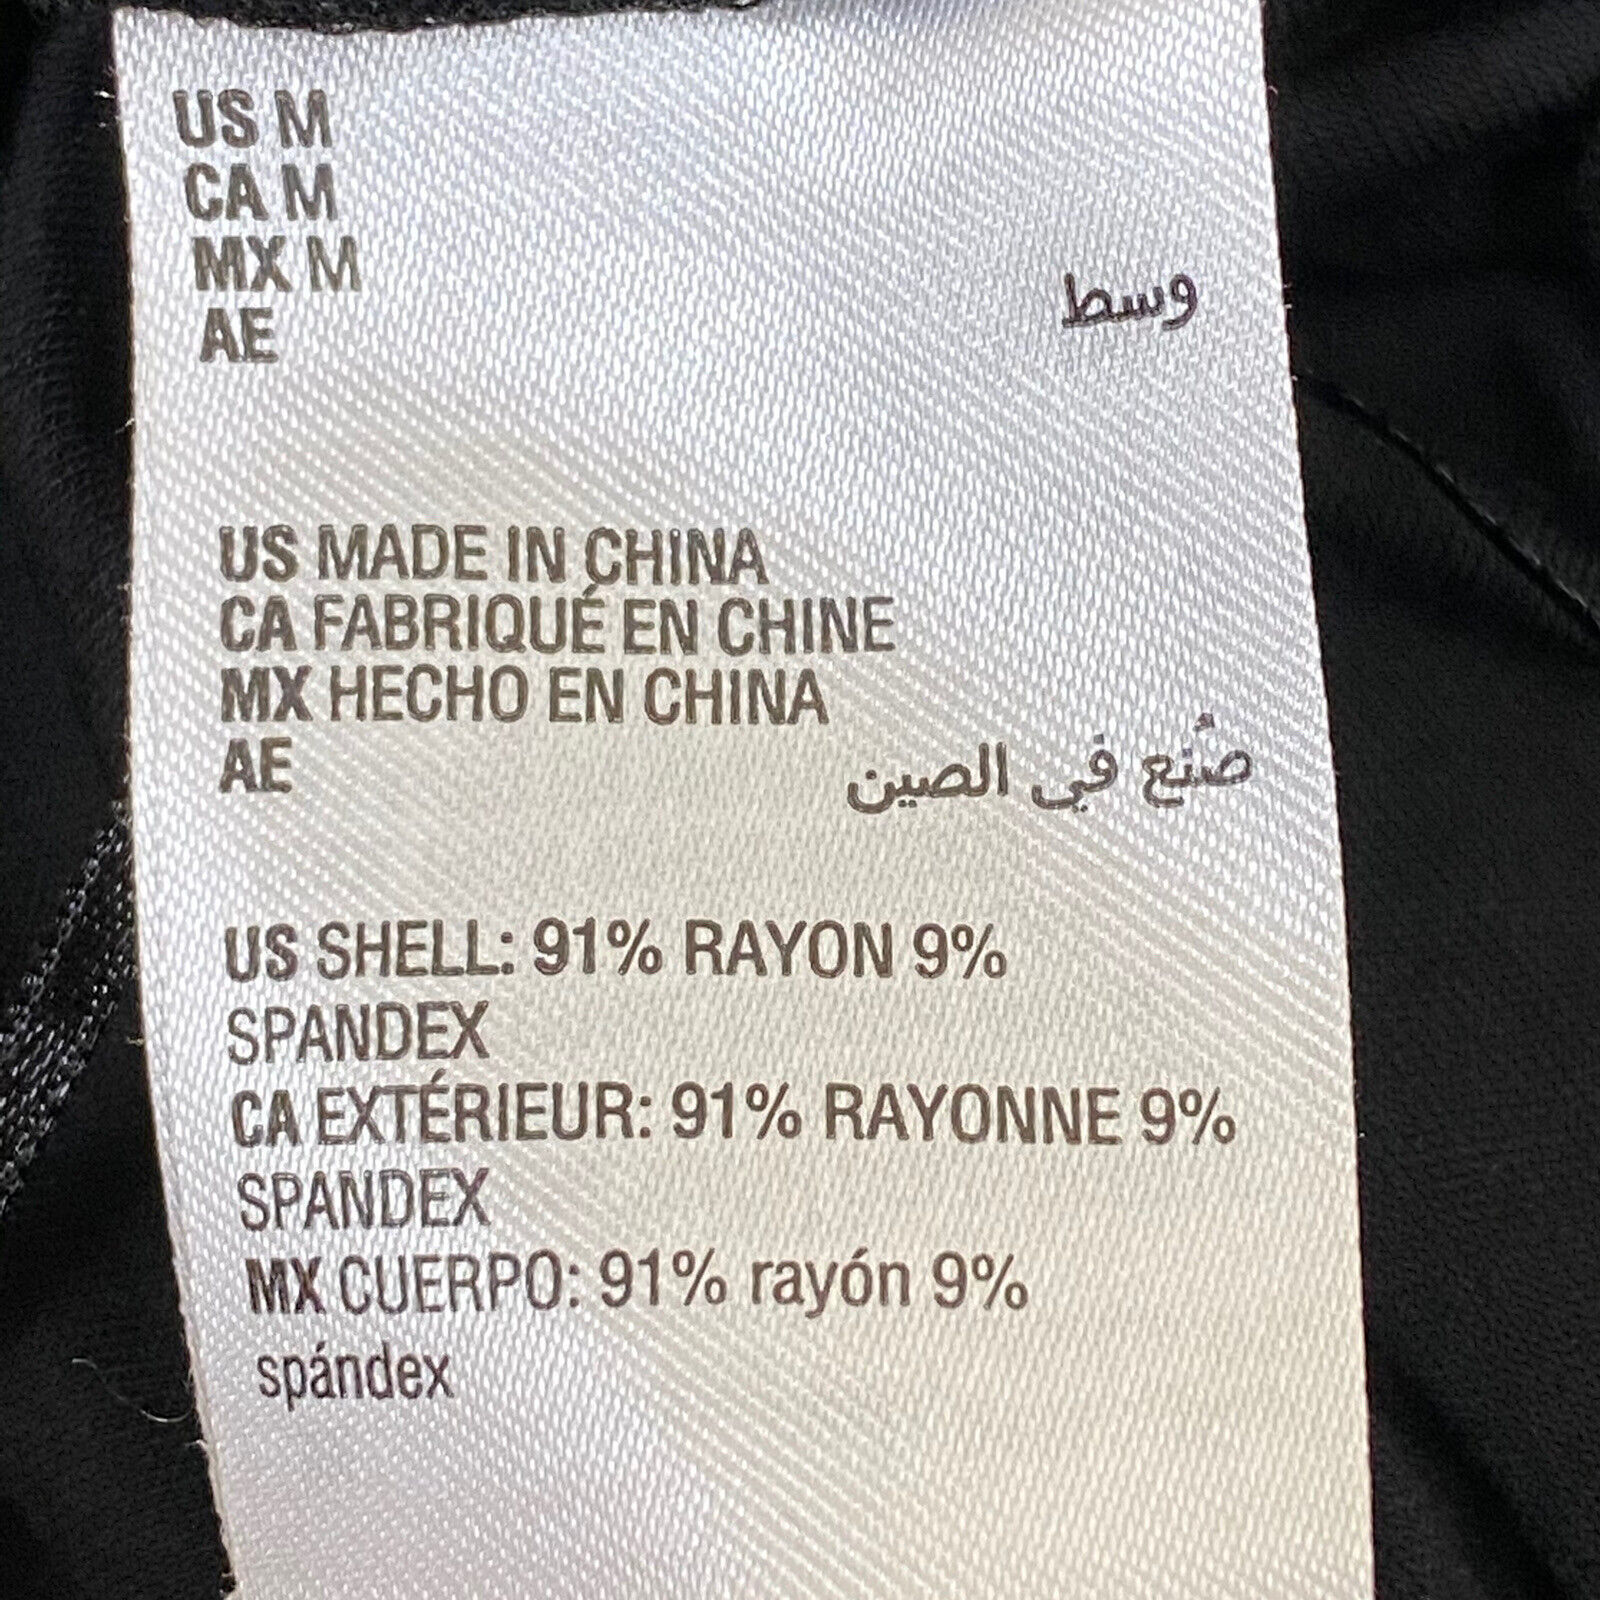 US M
CA M
MX M
AE
وسط
US MADE IN CHINA
CA FABRIQUÉ EN CHINE
MX HECHO EN CHINA
AE
صُنع في الصين
US SHELL: 91% RAYON 9%
SPANDEX
CA EXTÉRIEUR: 91% RAYONNE 9%
SPANDEX
MX CUERPO: 91% rayón 9%
spándex